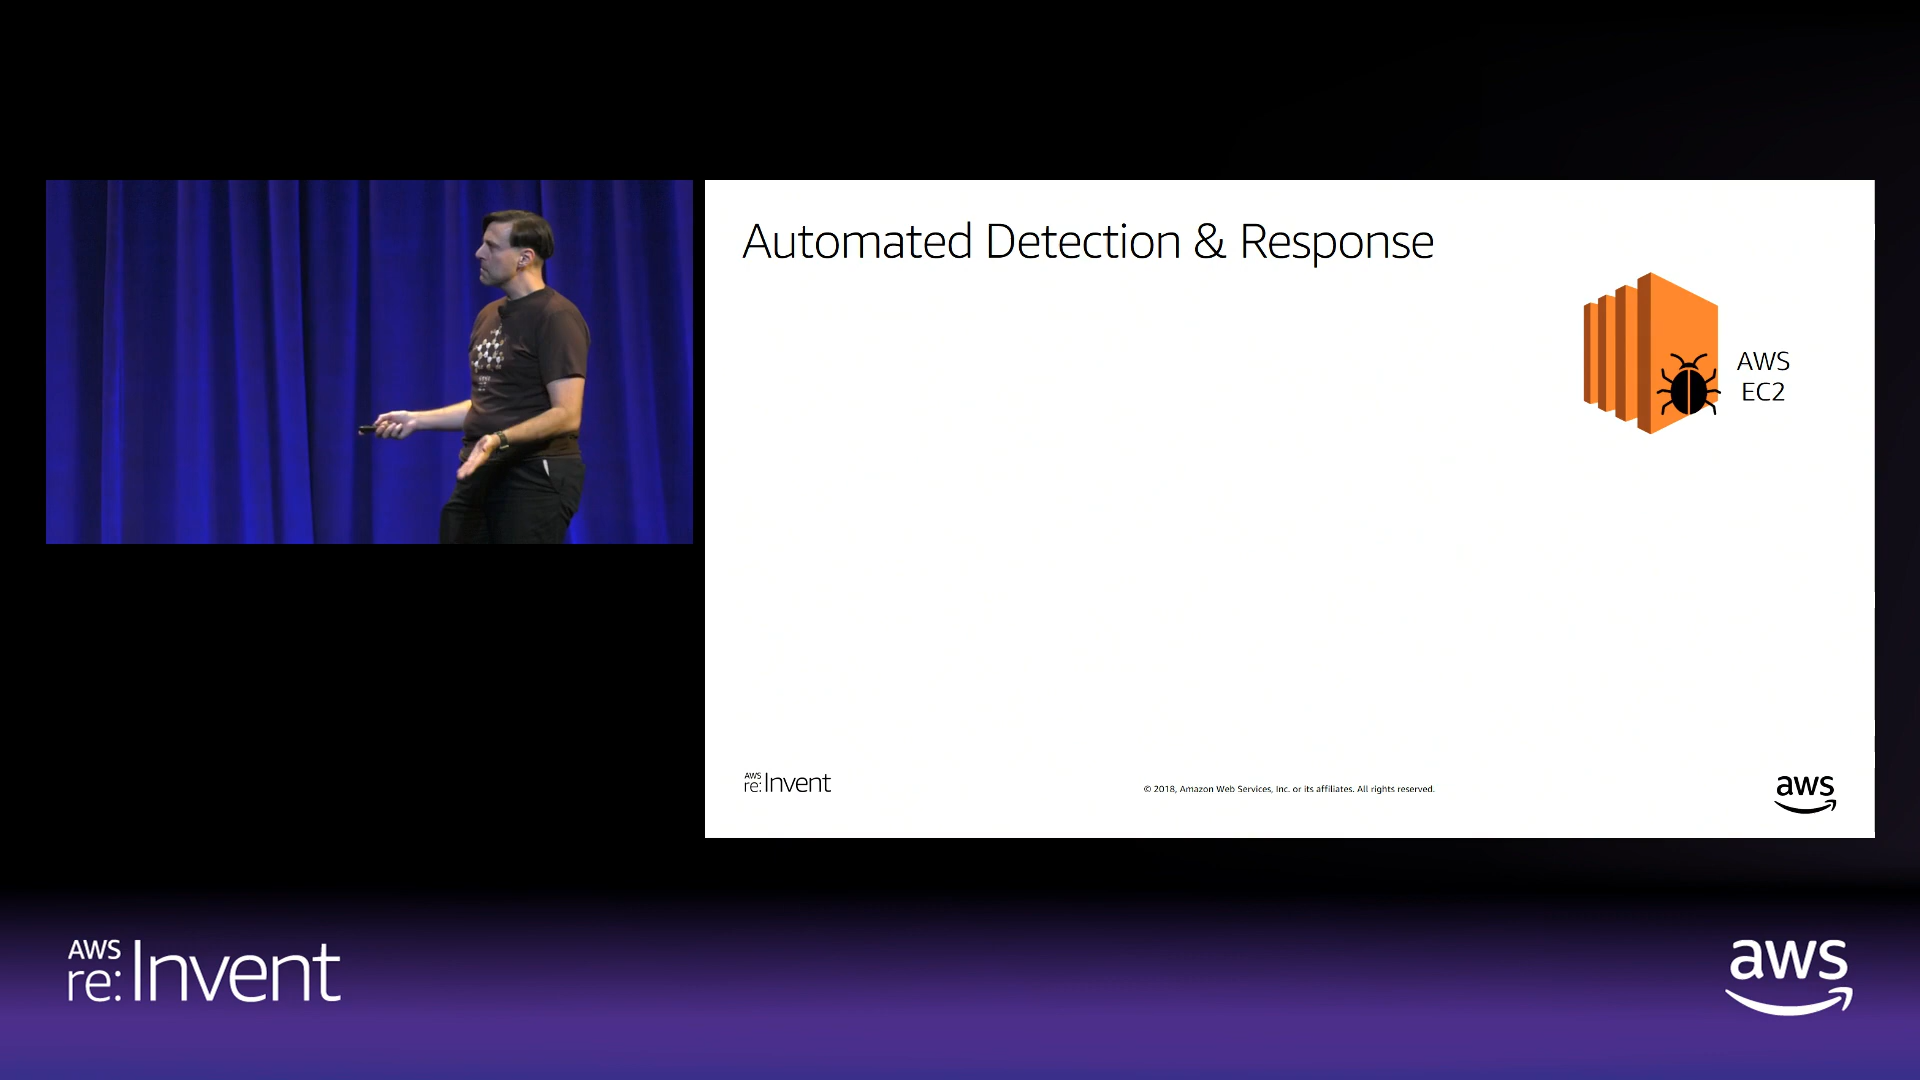 Automated Detection & Response
AWS
EC2
AWS
re:Invent
© 2018, Amazon Web Services, Inc. or its affiliates. All rights reserved.
aws
AWS
re:Invent
aws